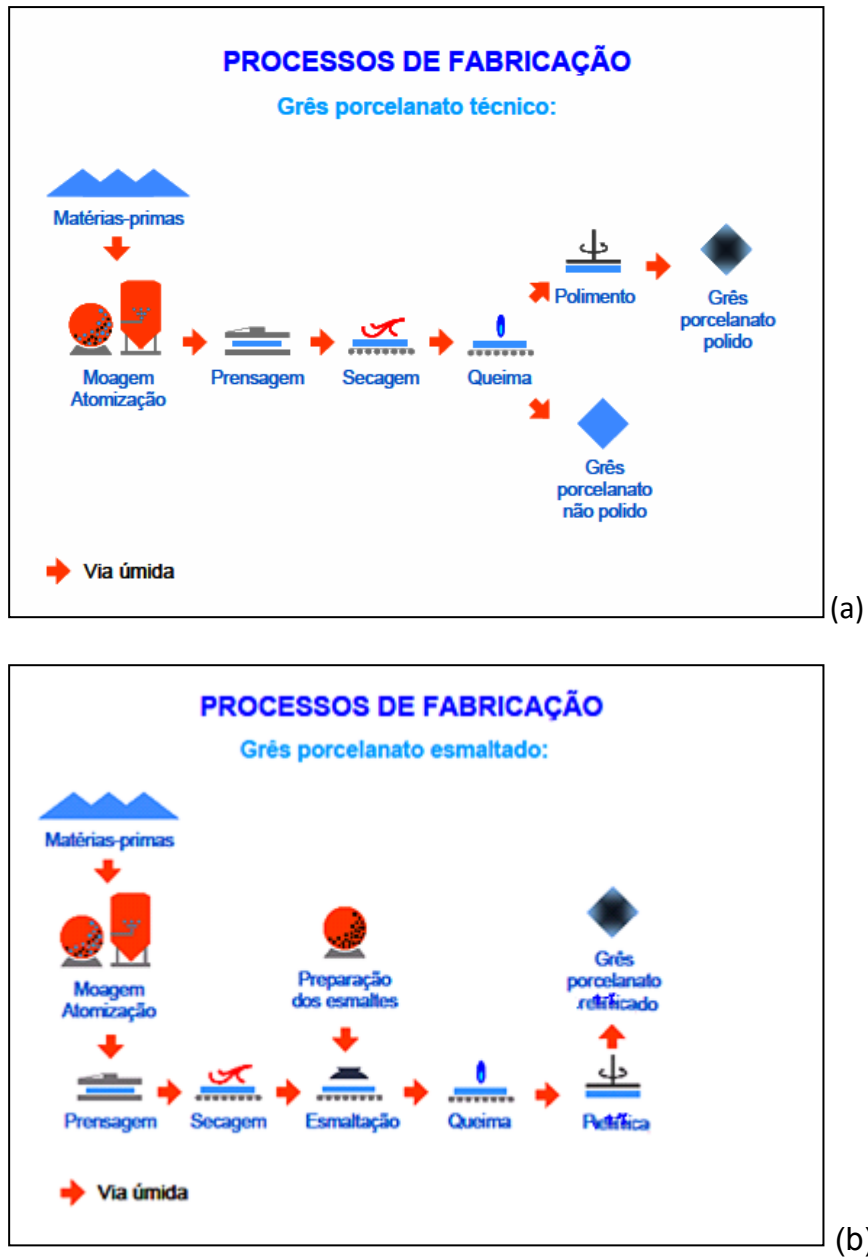 PROCESSOS DE FABRICAÇÃO
Grês porcelanato técnico:
Matérias-primas
Moagem
Atomização
Prensagem
Secagem
Queima
Polimento
Grês
porcelanato
polido
Grês
porcelanato
não polido
Via úmida
(a)
PROCESSOS DE FABRICAÇÃO
Grês porcelanato esmaltado:
Matérias-primas
Moagem
Atomização
Preparação
dos esmaltes
Grês
porcelanato
Prensagem
Secagem
Esmaltação
Queima
Via úmida
(b)